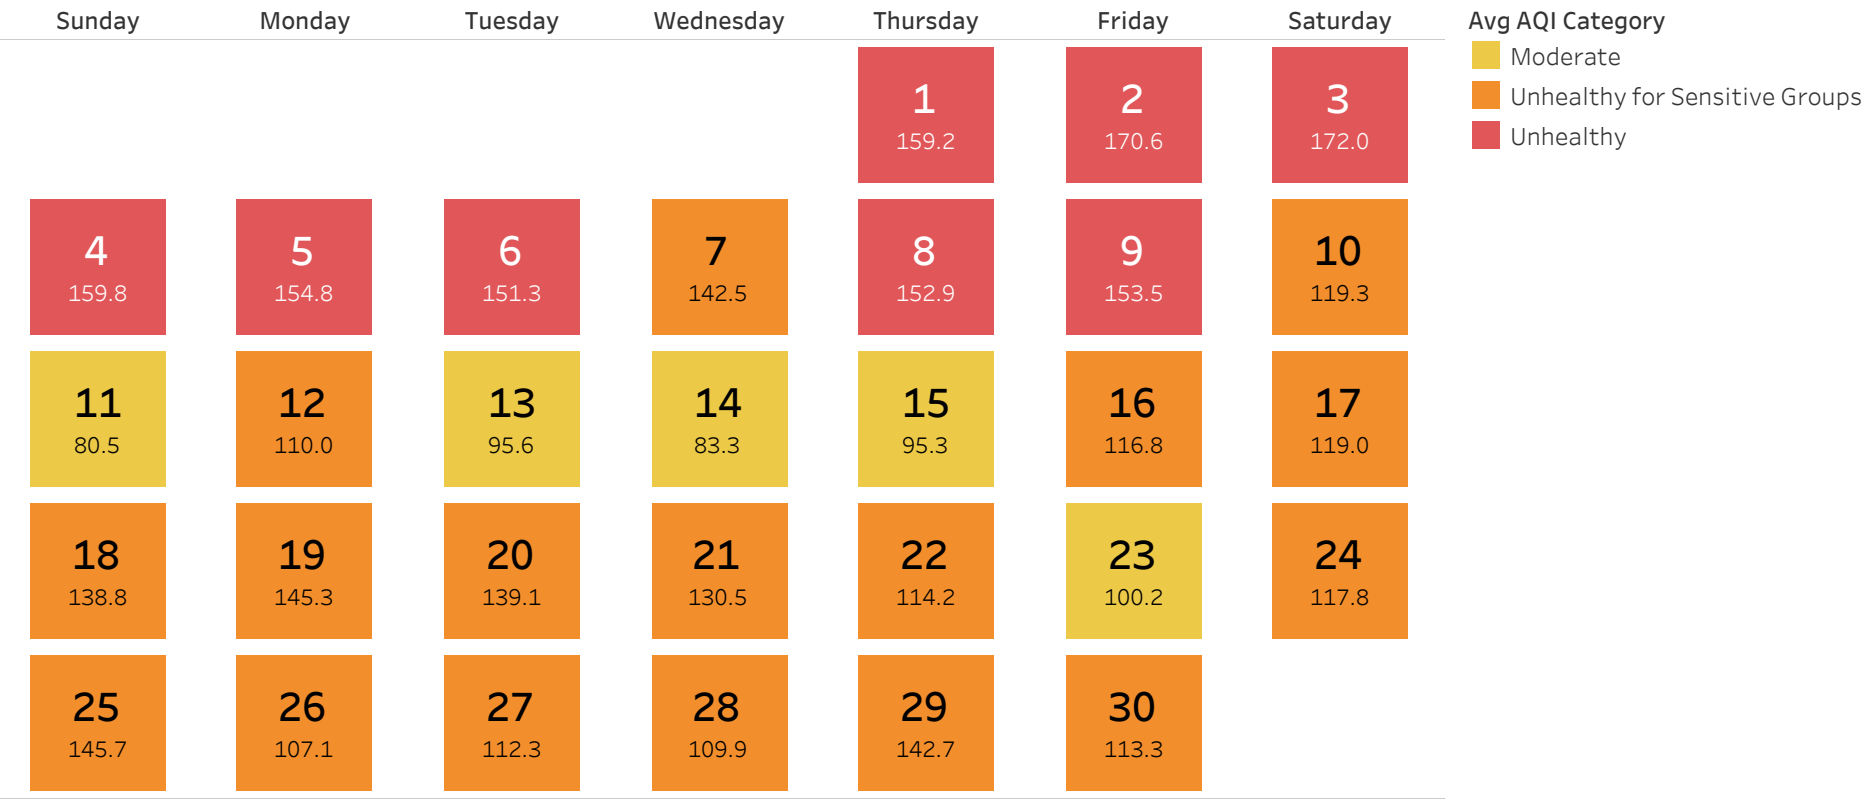 Sunday Monday Tuesday Wednesday Thursday Friday Saturday
Avg AQI Category
Moderate
Unhealthy for Sensitive Groups
Unhealthy
1 2 3
159.2 170.6 172.0
4 5 6 7 8 9 10
159.8 154.8 151.3 142.5 152.9 153.5 119.3
11 12 13 14 15 16 17
80.5 110.0 95.6 83.3 95.3 116.8 119.0
18 19 20 21 22 23 24
138.8 145.3 139.1 130.5 114.2 100.2 117.8
25 26 27 28 29 30
145.7 107.1 112.3 109.9 142.7 113.3